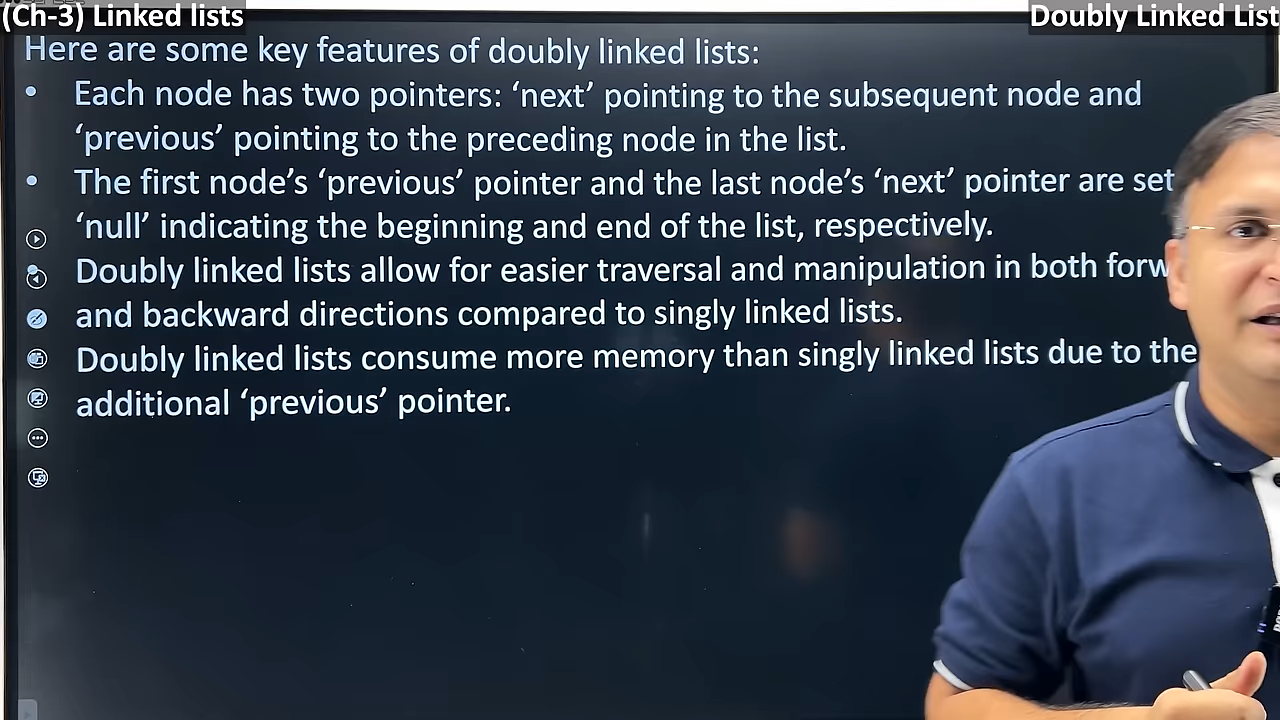 (Ch-3) Linked lists
Doubly Linked List
Here are some key features of doubly linked lists:
• Each node has two pointers: ‘next’ pointing to the subsequent node and
‘previous’ pointing to the preceding node in the list.
• The first node’s ‘previous’ pointer and the last node’s ‘next’ pointer are set
‘null’ indicating the beginning and end of the list, respectively.
• Doubly linked lists allow for easier traversal and manipulation in both forw
and backward directions compared to singly linked lists.
Doubly linked lists consume more memory than singly linked lists due to the
additional ‘previous’ pointer.